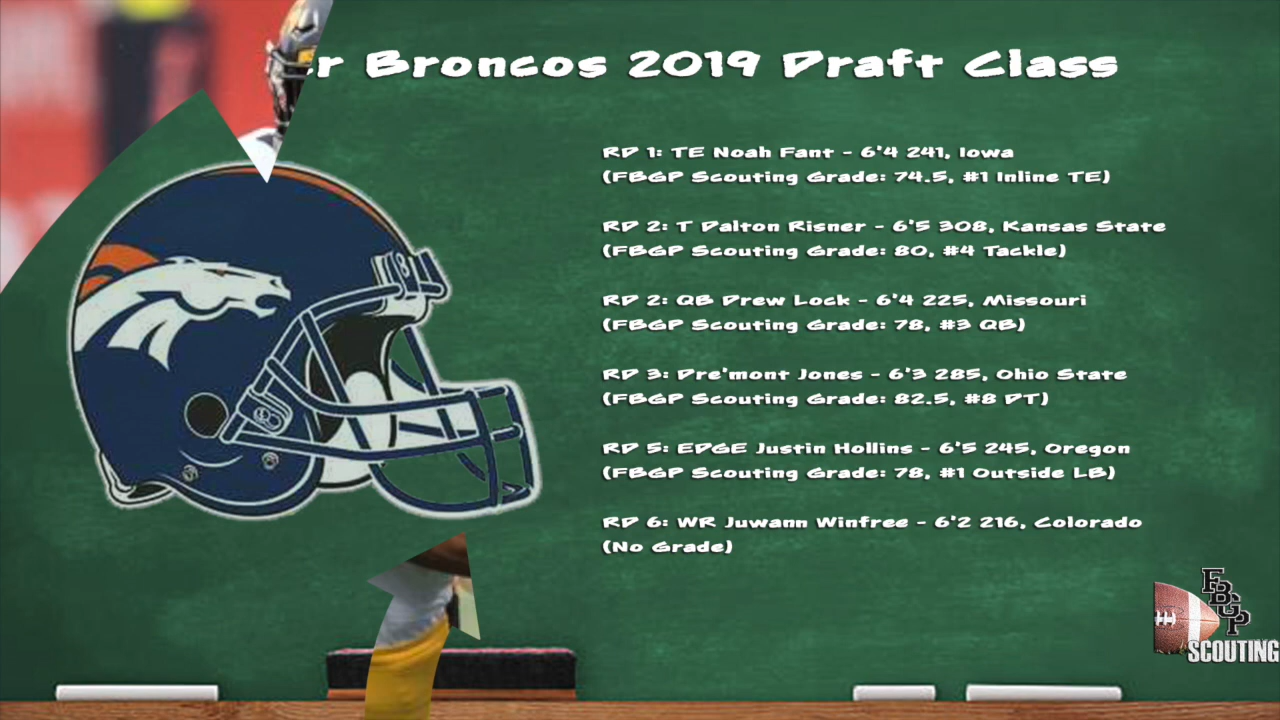 r Broncos 2019 Draft Class
RD 1: TE Noah Fant - 6'4 241, Iowa
(FBGP Scouting Grade: 74.5, #1 Inline TE)
RD 2: T Dalton Risner - 6'5 308, Kansas State
(FBGP Scouting Grade: 80, #4 Tackle)
RD 2: QB Drew Lock - 6'4 225, Missouri
(FBGP Scouting Grade: 78, #3 QB)
RD 3: Dre'mont Jones - 6'3 285, Ohio State
(FBGP Scouting Grade: 82.5, #8 DT)
RD 5: EDGE Justin Hollins - 6'5 245, Oregon
(FBGP Scouting Grade: 78, #1 Outside LB)
RD 6: WR Juwann Winfree - 6'2 216, Colorado
(No Grade)
FBGP
SCOUTING